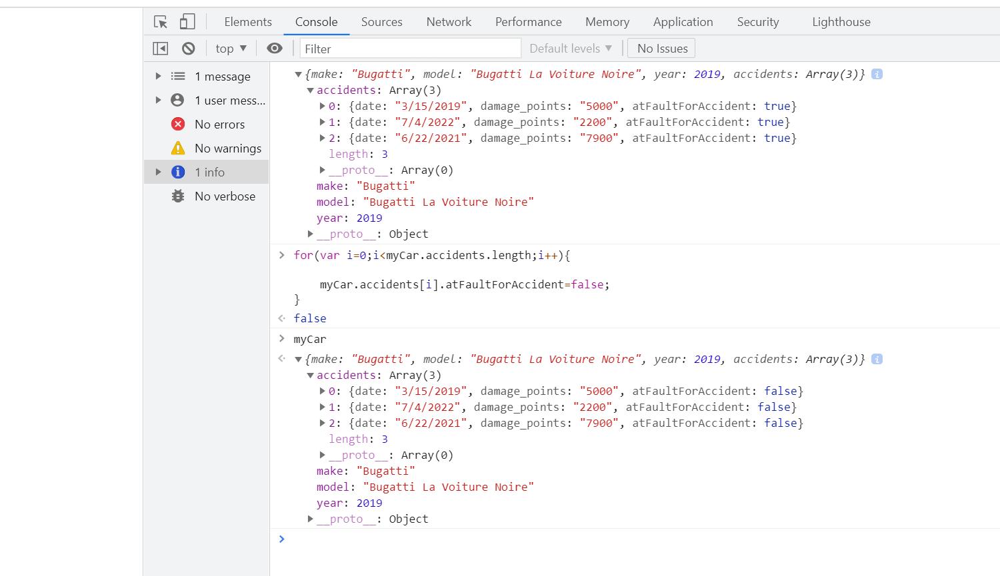 Elements Console Sources Network Performance Memory Application Security Lighthouse
top Filter Default levels No Issues
1 message
1 user mess...
No errors
No warnings
1 info
No verbose
{make: "Bugatti", model: "Bugatti La Voiture Noire", year: 2019, accidents: Array(3)} i
accidents: Array(3)
0: {date: "3/15/2019", damage_points: "5000", atFaultForAccident: true}
1: {date: "7/4/2022", damage_points: "2200", atFaultForAccident: true}
2: {date: "6/22/2021", damage_points: "7900", atFaultForAccident: true}
length: 3
__proto__: Array(0)
make: "Bugatti"
model: "Bugatti La Voiture Noire"
year: 2019
__proto__: Object
for(var i=0;i<myCar.accidents.length;i++){
myCar.accidents[i].atFaultForAccident=false;
}
false
myCar
{make: "Bugatti", model: "Bugatti La Voiture Noire", year: 2019, accidents: Array(3)} i
accidents: Array(3)
0: {date: "3/15/2019", damage_points: "5000", atFaultForAccident: false}
1: {date: "7/4/2022", damage_points: "2200", atFaultForAccident: false}
2: {date: "6/22/2021", damage_points: "7900", atFaultForAccident: false}
length: 3
__proto__: Array(0)
make: "Bugatti"
model: "Bugatti La Voiture Noire"
year: 2019
__proto__: Object